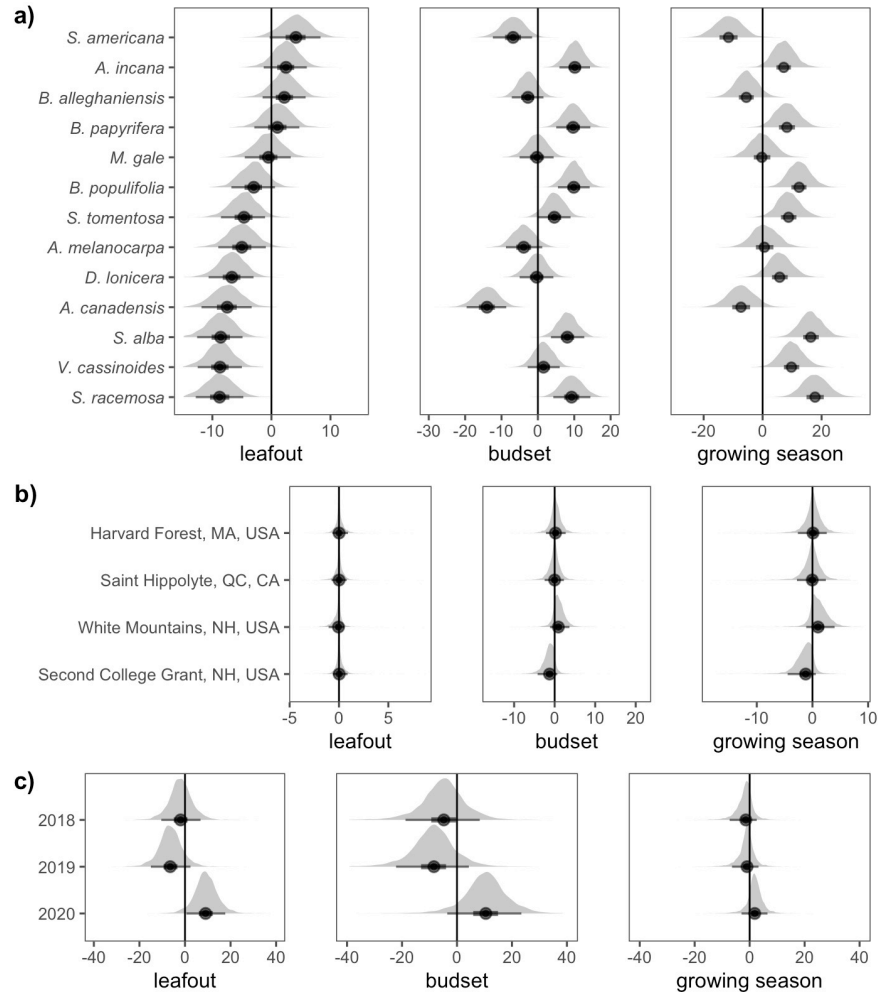 a)
S. americana
A. incana
B. alleghaniensis
B. papyrifera
M. gale
B. populifolia
S. tomentosa
A. melanocarpa
D. lonicera
A. canadensis
S. alba
V. cassinoides
S. racemosa
-10 0 10 -30 -20 -10 0 10 20 -20 0 20
leafout budget growing season
b)
Harvard Forest, MA, USA
Saint Hippolyte, QC, CA
White Mountains, NH, USA
Second College Grant, NH, USA
-5 0 5 -10 0 10 20 -10 0 10
leafout budset growing season
c)
2018
2019
2020
-40 -20 0 20 40 -40 -20 0 20 40 -40 -20 0 20 40
leafout budset growing season